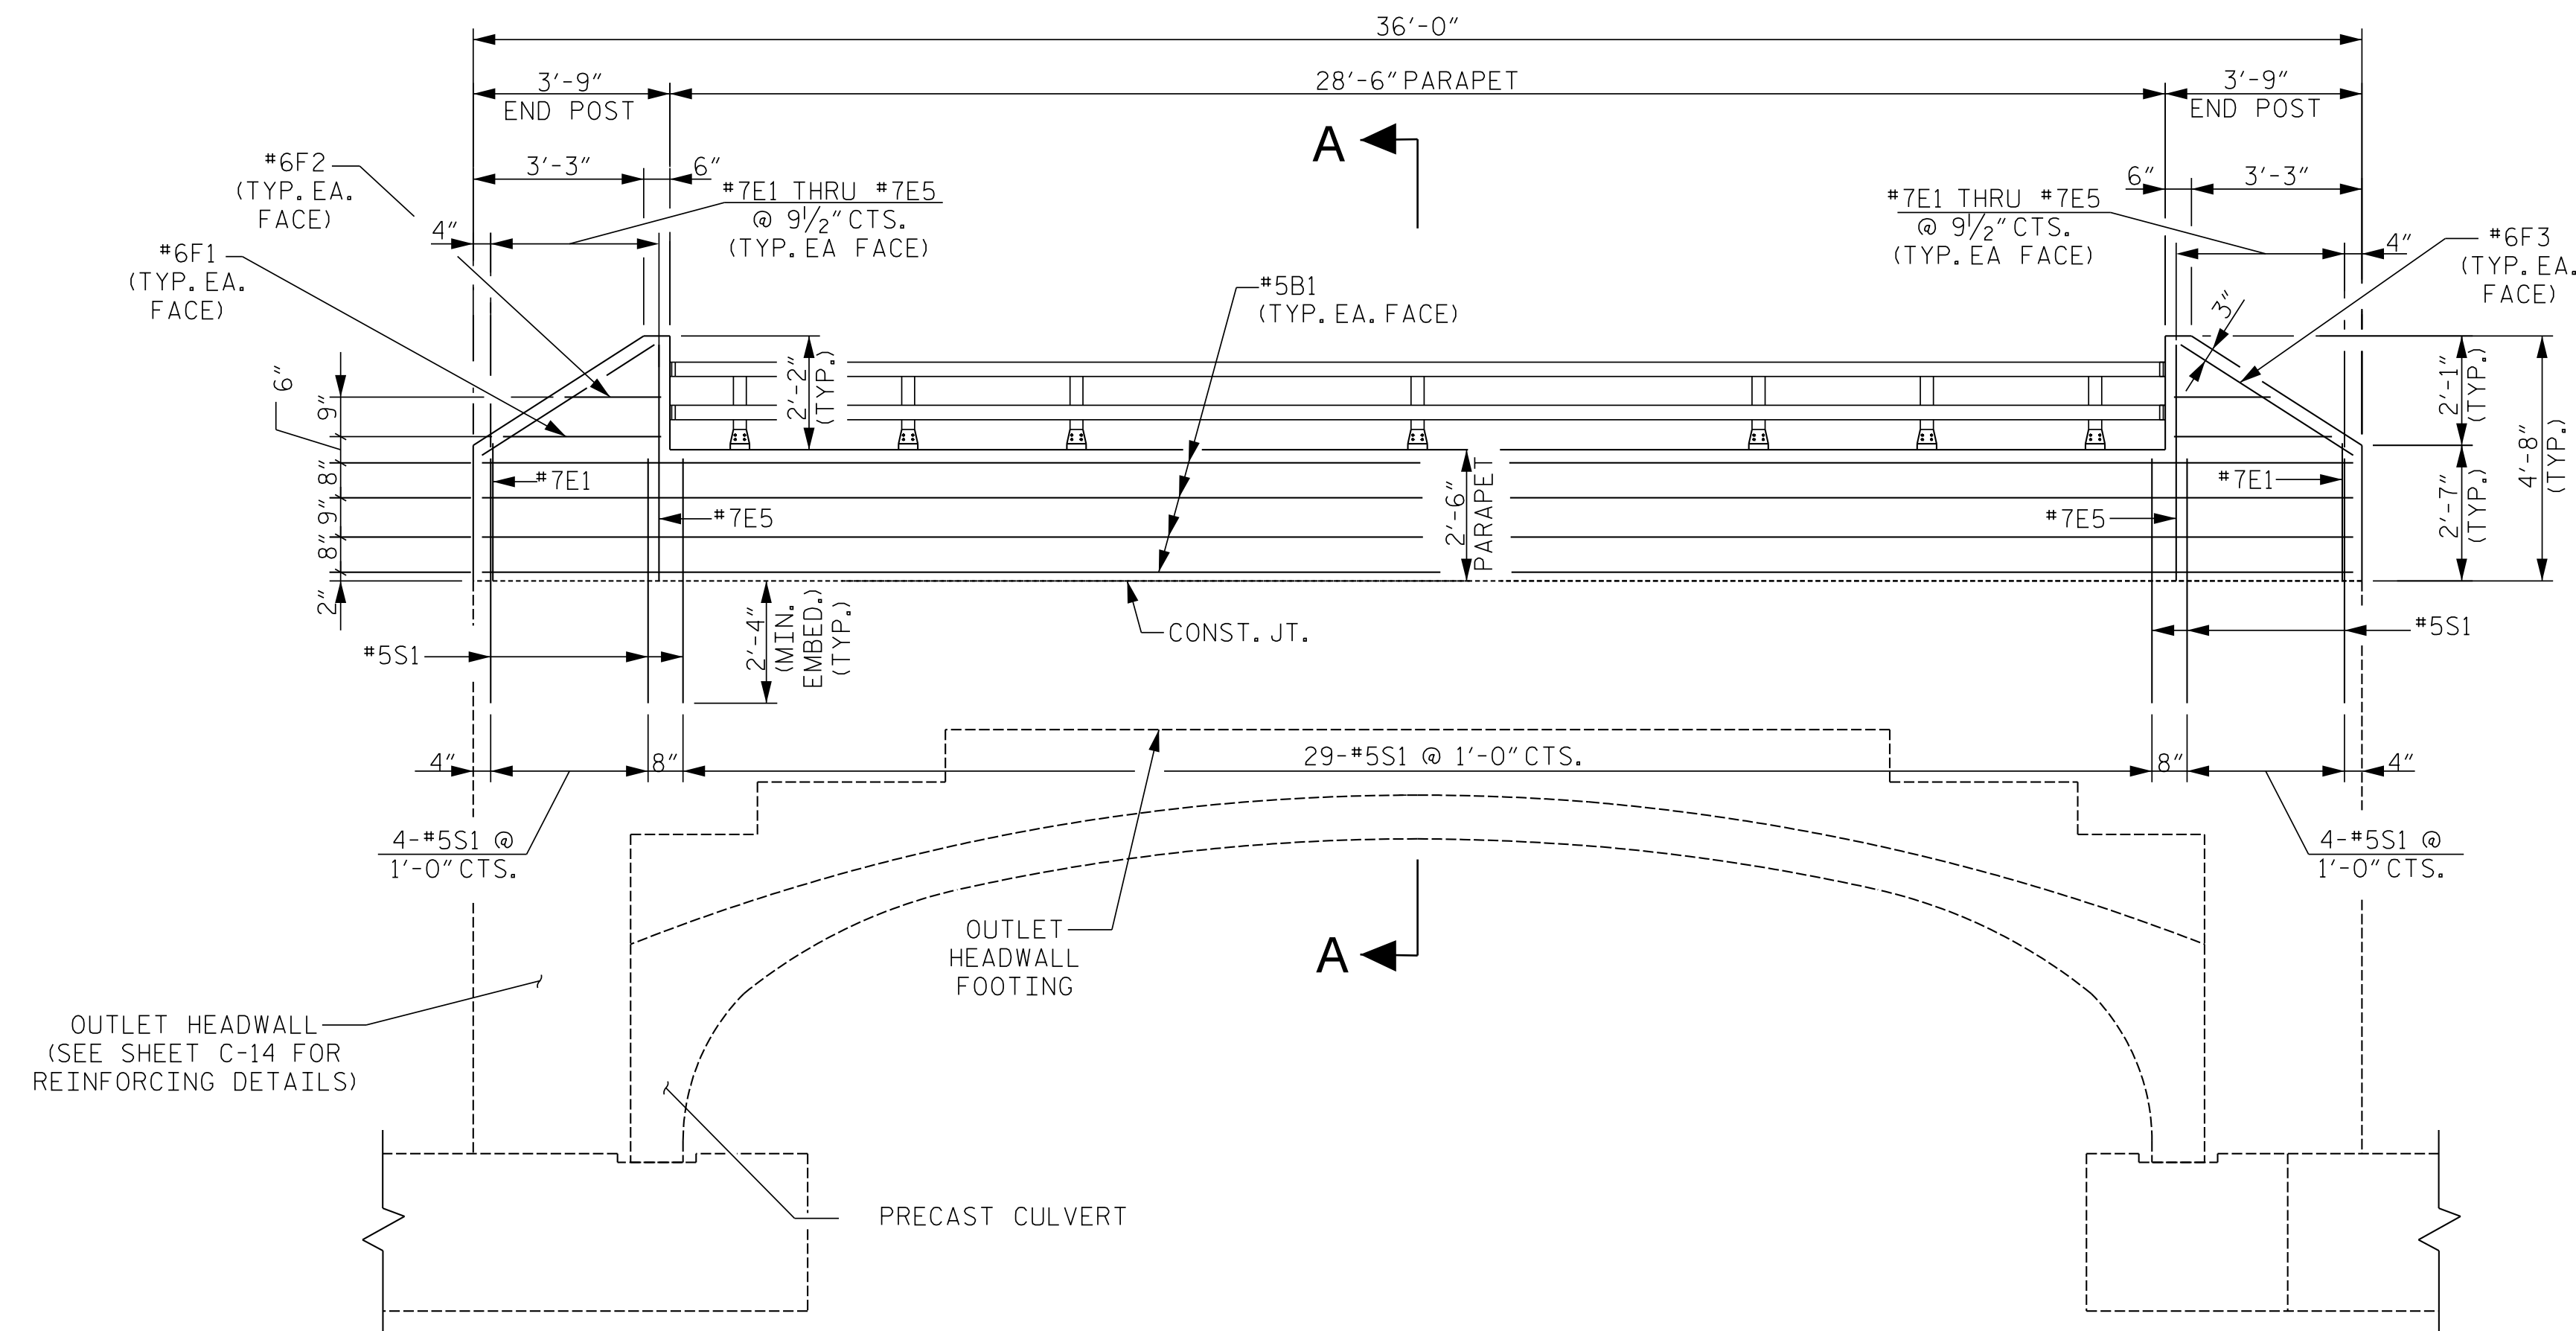 36'-0"
3'-9"
END POST
28'-6" PARAPET
3'-9"
END POST
A
#6F2
(TYP. EA.
FACE)
3'-3"
6"
#7E1 THRU #7E5
@ 9 1/2" CTS.
(TYP. EA FACE)
4"
#6F1
(TYP. EA.
FACE)
6"
3'-3"
#7E1 THRU #7E5
@ 9 1/2" CTS.
(TYP. EA FACE)
4"
#6F3
(TYP. EA.
FACE)
3"
#5B1
(TYP. EA. FACE)
6"
9"
8"
9"
8"
2"
2'-2"
(TYP.)
#7E1
#7E5
2'-6"
PARAPET
#7E1
#7E5
2'-1"
(TYP.)
2'-7"
(TYP.)
4'-8"
(TYP.)
#5S1
2'-4"
(MIN.
EMBED.)
(TYP.)
CONST. JT.
#5S1
4"
8"
29-#5S1 @ 1'-0" CTS.
8"
4"
4-#5S1 @
1'-0" CTS.
4-#5S1 @
1'-0" CTS.
OUTLET
HEADWALL
FOOTING
A
OUTLET HEADWALL
(SEE SHEET C-14 FOR
REINFORCING DETAILS)
PRECAST CULVERT